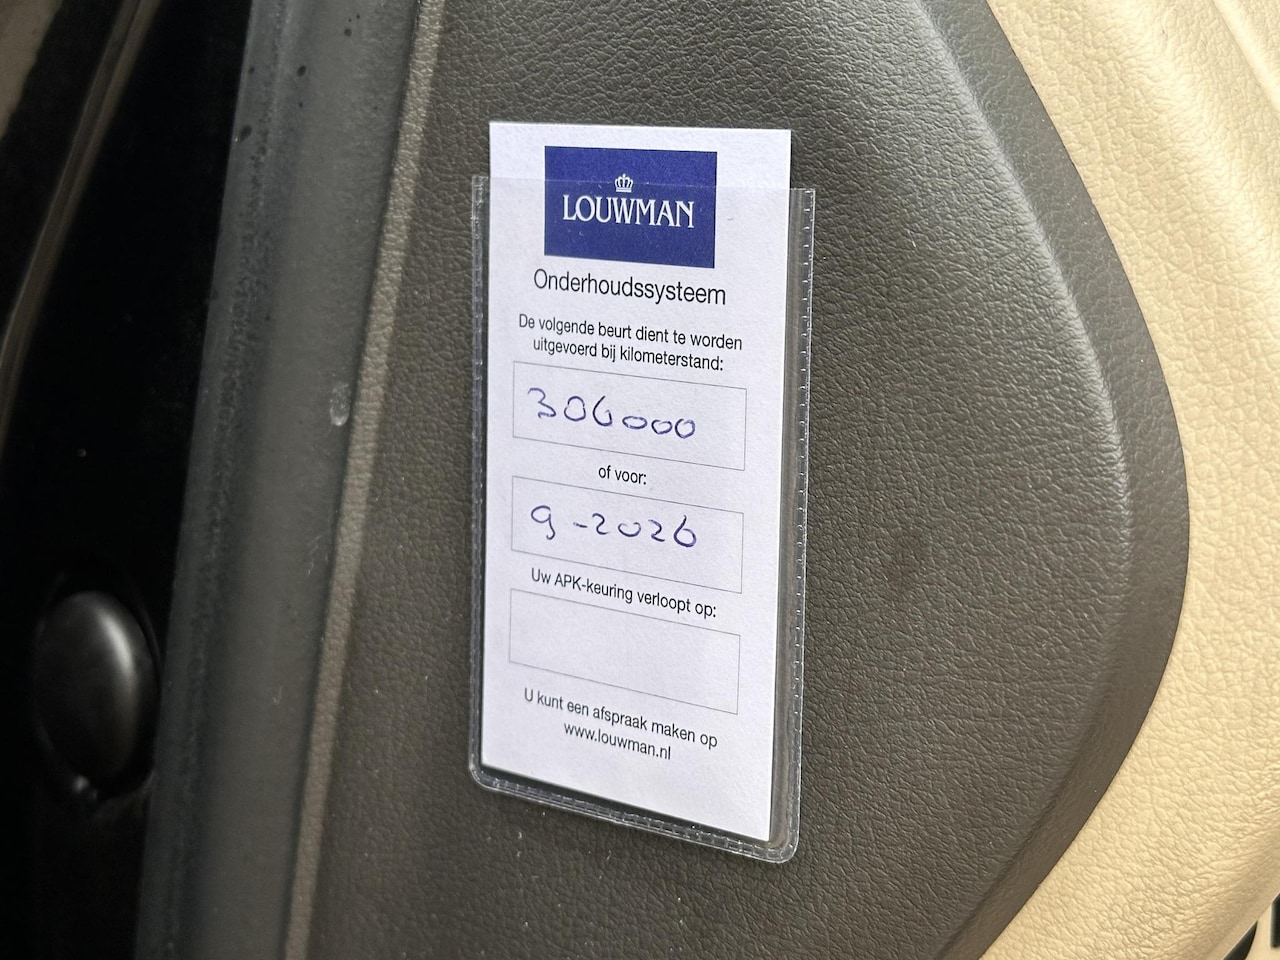 LOUWMAN
Onderhoudssysteem
De volgende beurt dient te worden
uitgevoerd bij kilometerstand:
306000
of voor:
9-2026
Uw APK-keuring verloopt op:
U kunt een afspraak maken op
www.louwman.nl